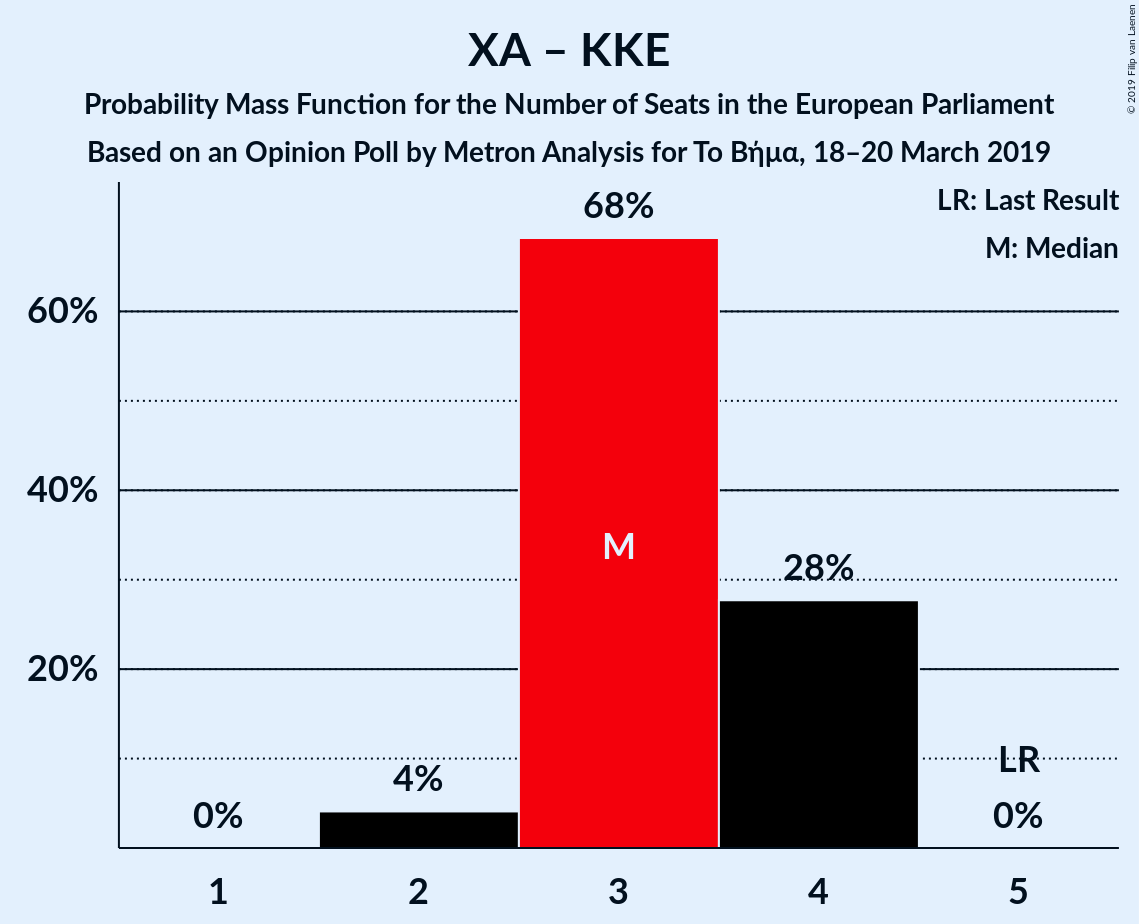 XA – KKE
Probability Mass Function for the Number of Seats in the European Parliament
Based on an Opinion Poll by Metron Analysis for Το Βήμα, 18–20 March 2019
© 2019 Filip van Laenen
LR: Last Result
M: Median
68%
60%
M
40%
28%
20%
LR
4%
0%
0%
1 2 3 4 5